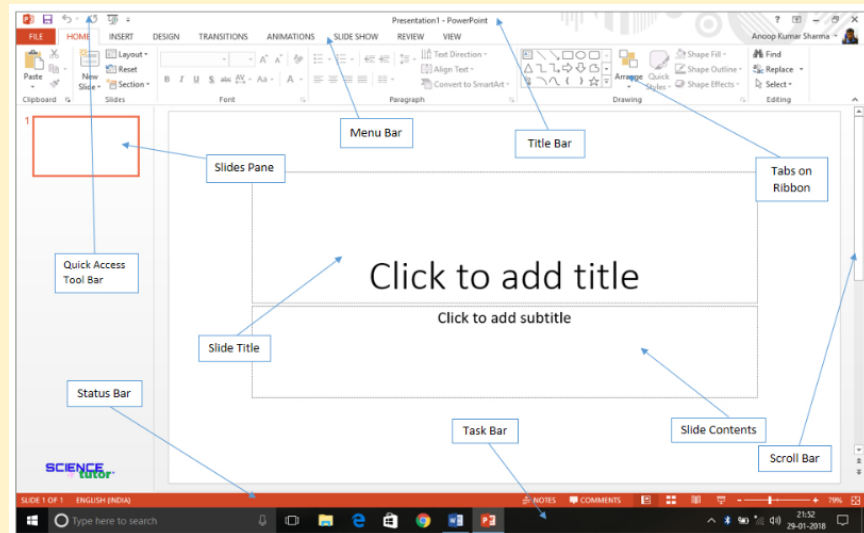 Presentation1 - PowerPoint
FILE HOME INSERT DESIGN TRANSITIONS ANIMATIONS SLIDE SHOW REVIEW VIEW
Anoop Kumar Sharma
Paste
New
Slide
Layout
Reset
Section
B I U S abc AV Aa A
Text Direction
Align Text
Convert to SmartArt
Arrange
Quick
Styles
Shape Fill
Shape Outline
Shape Effects
Find
Replace
Select
Clipboard Slides Font Paragraph Drawing Editing
1
Menu Bar
Title Bar
Slides Pane
Tabs on
Ribbon
Quick Access
Tool Bar
Click to add title
Click to add subtitle
Slide Title
Status Bar
Task Bar
Slide Contents
Scroll Bar
SCIENCE
tutor
SLIDE 1 OF 1 ENGLISH (INDIA) NOTES COMMENTS 79%
Type here to search
21:52
29-01-2018